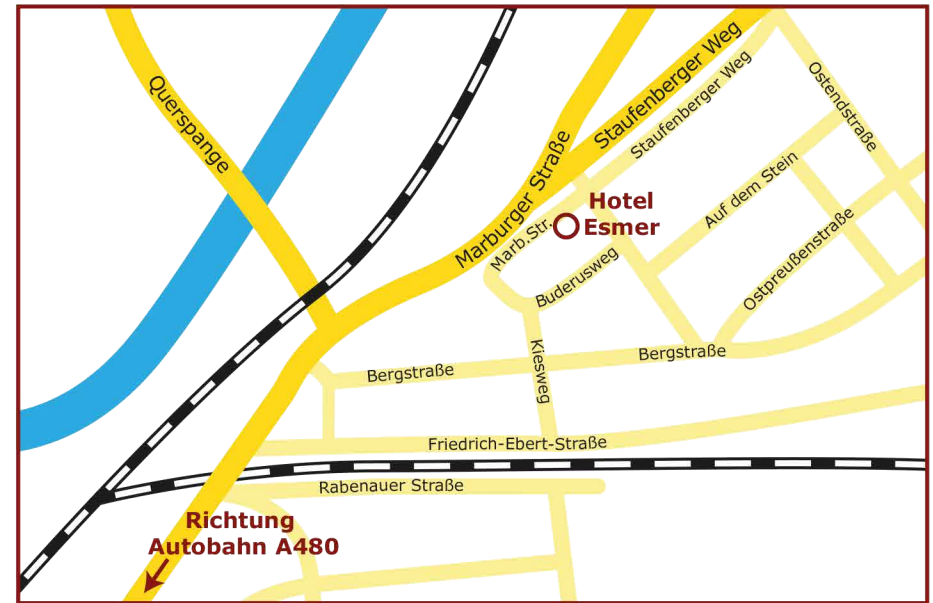 Querspange
Marburger Straße
Staufenberger Weg
Staufenberger Weg
Ostendstraße
Auf dem Stein
Hotel
Esmer
Marb.Str.
Ostpreußenstraße
Buderusweg
Kiesweg
Bergstraße
Bergstraße
Friedrich-Ebert-Straße
Rabenauer Straße
Richtung
Autobahn A480